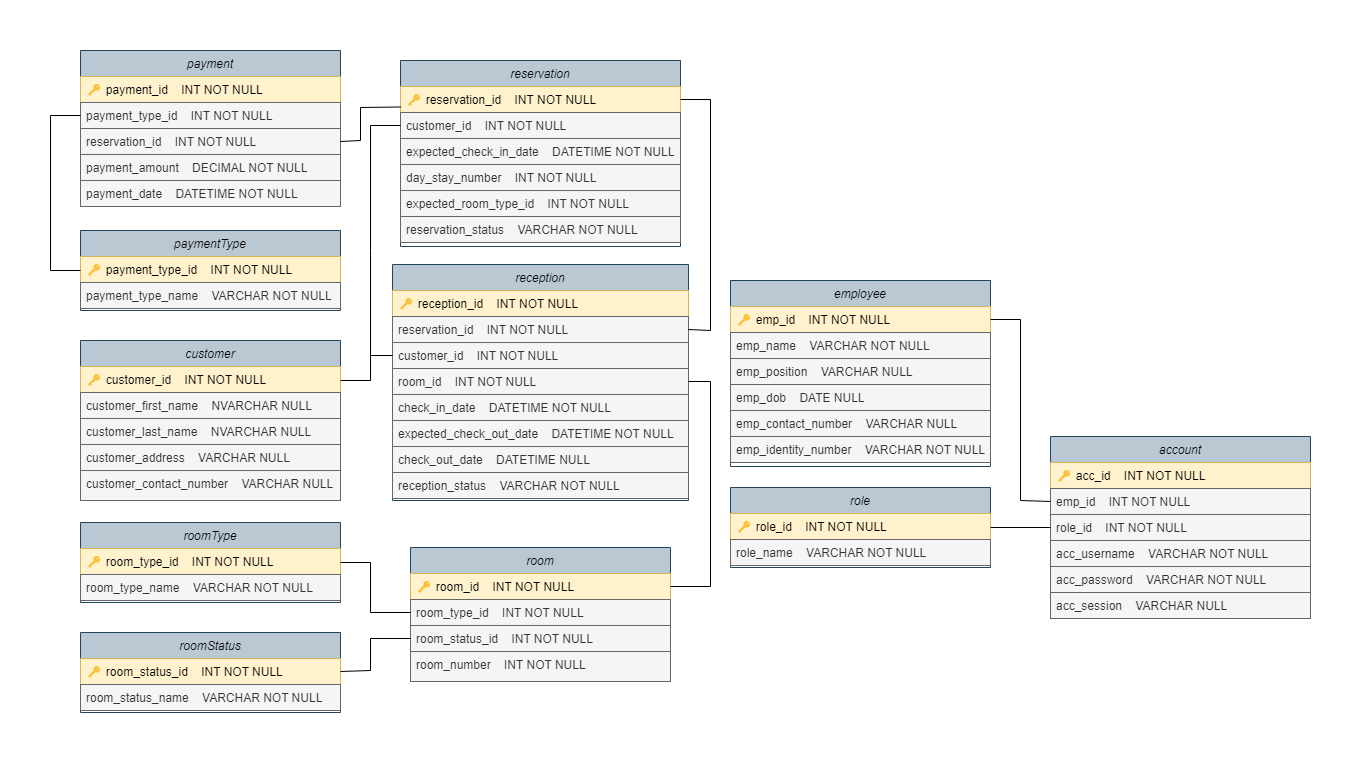 payment
payment_id INT NOT NULL
payment_type_id INT NOT NULL
reservation_id INT NOT NULL
payment_amount DECIMAL NOT NULL
payment_date DATETIME NOT NULL
paymentType
payment_type_id INT NOT NULL
payment_type_name VARCHAR NOT NULL
customer
customer_id INT NOT NULL
customer_first_name NVARCHAR NULL
customer_last_name NVARCHAR NULL
customer_address VARCHAR NULL
customer_contact_number VARCHAR NULL
roomType
room_type_id INT NOT NULL
room_type_name VARCHAR NOT NULL
roomStatus
room_status_id INT NOT NULL
room_status_name VARCHAR NOT NULL
reservation
reservation_id INT NOT NULL
customer_id INT NOT NULL
expected_check_in_date DATETIME NOT NULL
day_stay_number INT NOT NULL
expected_room_type_id INT NOT NULL
reservation_status VARCHAR NOT NULL
reception
reception_id INT NOT NULL
reservation_id INT NOT NULL
customer_id INT NOT NULL
room_id INT NOT NULL
check_in_date DATETIME NOT NULL
expected_check_out_date DATETIME NOT NULL
check_out_date DATETIME NULL
reception_status VARCHAR NOT NULL
room
room_id INT NOT NULL
room_type_id INT NOT NULL
room_status_id INT NOT NULL
room_number INT NOT NULL
employee
emp_id INT NOT NULL
emp_name VARCHAR NOT NULL
emp_position VARCHAR NULL
emp_dob DATE NULL
emp_contact_number VARCHAR NULL
emp_identity_number VARCHAR NOT NULL
role
role_id INT NOT NULL
role_name VARCHAR NOT NULL
account
acc_id INT NOT NULL
emp_id INT NOT NULL
role_id INT NOT NULL
acc_username VARCHAR NOT NULL
acc_password VARCHAR NOT NULL
acc_session VARCHAR NULL